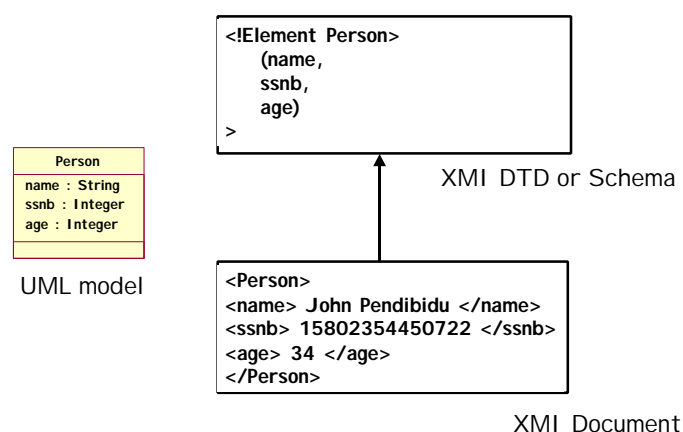 <!Element Person>
(name,
ssnb,
age)
>
XMI DTD or Schema
Person
name : String
ssnb : Integer
age : Integer
UML model
<Person>
<name> John Pendibidu </name>
<ssnb> 15802354450722 </ssnb>
<age> 34 </age>
</Person>
XMI Document